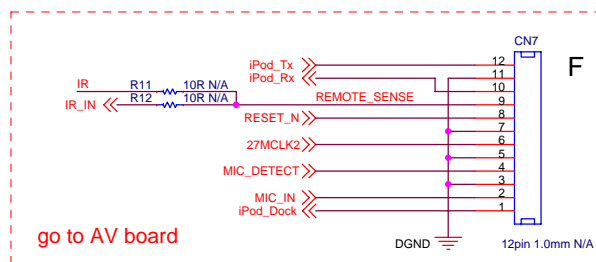 CN7
F
iPod_Tx
iPod_Rx
IR
R11
10R N/A
IR_IN
R12
10R N/A
REMOTE_SENSE
RESET_N
27MCLK2
MIC_DETECT
MIC_IN
iPod_Dock
12
11
10
9
8
7
6
5
4
3
2
1
go to AV board
DGND
12pin 1.0mm N/A